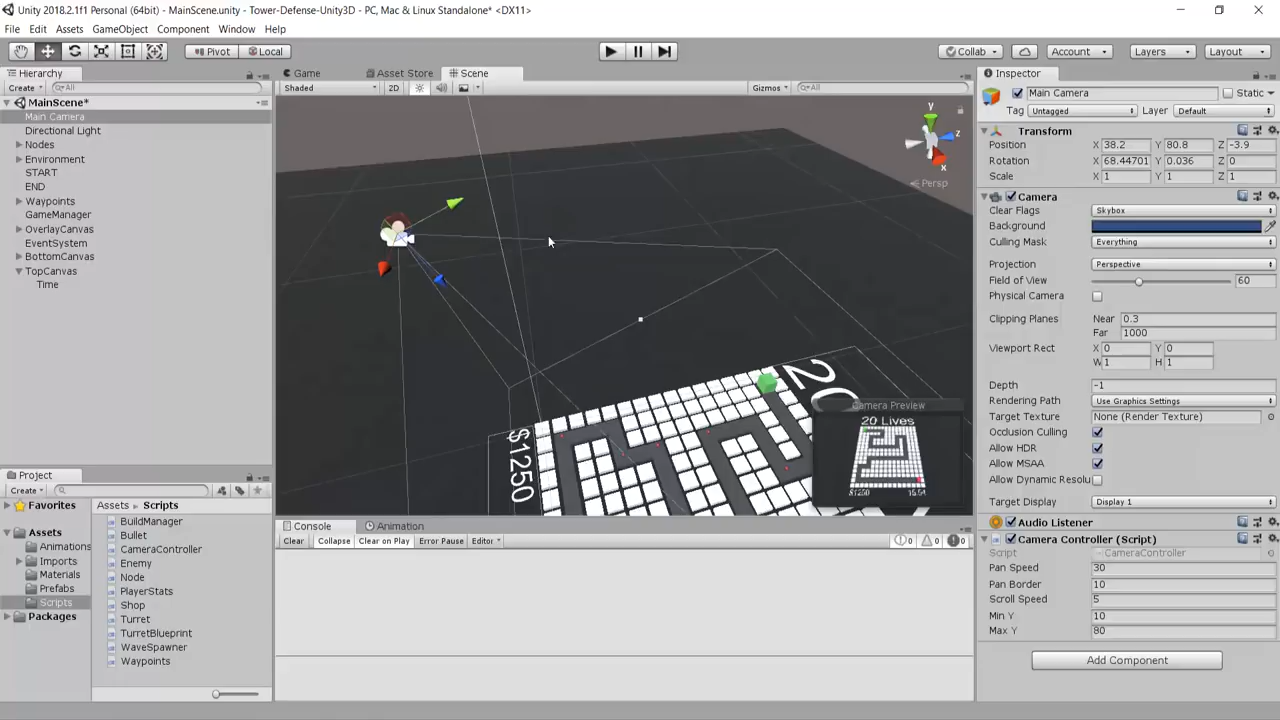 Unity 2018.2.1f1 Personal (64bit) - MainScene.unity - Tower-Defense-Unity3D - PC, Mac & Linux Standalone* <DX11>
File Edit Assets GameObject Component Window Help
Pivot Local Collab Account Layers Layout
Hierarchy
Create All
MainScene*
Main Camera
Directional Light
Nodes
Environment
START
END
Waypoints
GameManager
OverlayCanvas
EventSystem
BottomCanvas
TopCanvas
Time
Game Asset Store Scene
Shaded 2D Gizmos All
y
z
x
Persp
$1250
20
Camera Preview
20 Lives
$1250
Inspector
Main Camera Static
Tag Untagged Layer Default
Transform
Position X 38.2 Y 80.8 Z -3.9
Rotation X 68.44701 Y 0.036 Z 0
Scale X 1 Y 1 Z 1
Camera
Clear Flags Skybox
Background
Culling Mask Everything
Projection Perspective
Field of View 60
Physical Camera
Clipping Planes Near 0.3
Far 1000
Viewport Rect X 0 Y 0
W 1 H 1
Depth -1
Rendering Path Use Graphics Settings
Target Texture None (Render Texture)
Occlusion Culling
Allow HDR
Allow MSAA
Allow Dynamic Resolu
Target Display Display 1
Audio Listener
Camera Controller (Script)
Script CameraController
Pan Speed 30
Pan Border 10
Scroll Speed 5
Min Y 10
Max Y 80
Add Component
Project
Create
Favorites
Assets
Animations
Imports
Materials
Prefabs
Scripts
Packages
Assets Scripts
BuildManager
Bullet
CameraController
Enemy
Node
PlayerStats
Shop
Turret
TurretBlueprint
WaveSpawner
Waypoints
Console Animation
Clear Collapse Clear on Play Error Pause Editor 0 0 0